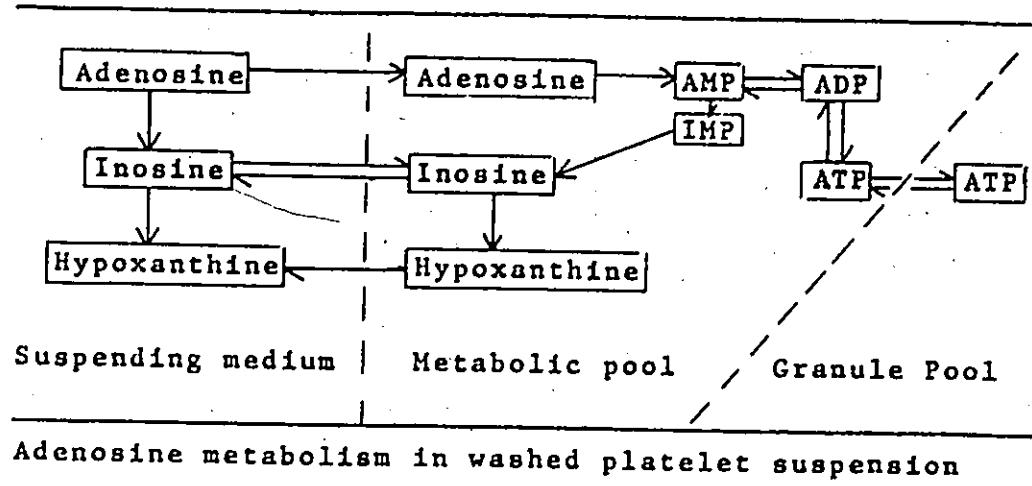 Adenosine
Adenosine
AMP
ADP
IMP
Inosine
Inosine
ATP
ATP
Hypoxanthine
Hypoxanthine
Suspending medium
Metabolic pool
Granule Pool
Adenosine metabolism in washed platelet suspension